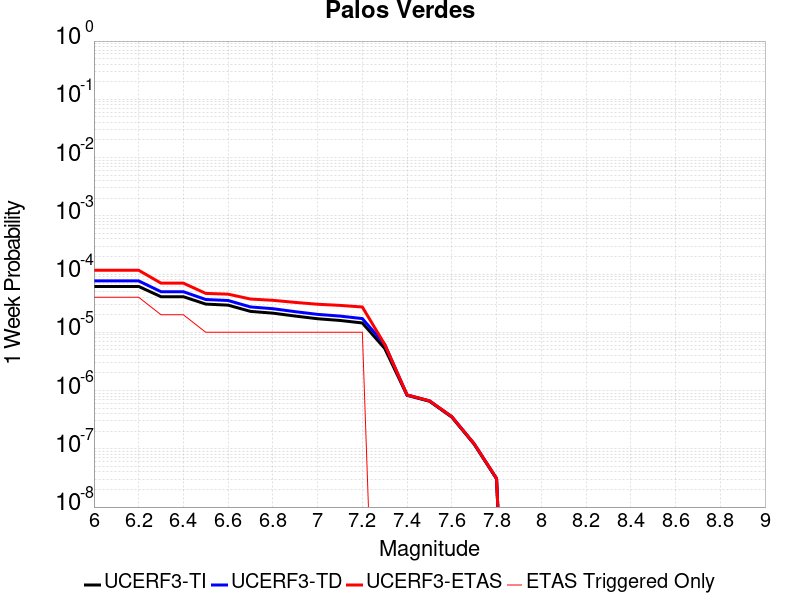 Palos Verdes
10^0
10^-1
10^-2
10^-3
10^-4
10^-5
10^-6
10^-7
10^-8
1 Week Probability
6 6.2 6.4 6.6 6.8 7 7.2 7.4 7.6 7.8 8 8.2 8.4 8.6 8.8 9
Magnitude
UCERF3-TI UCERF3-TD UCERF3-ETAS ETAS Triggered Only